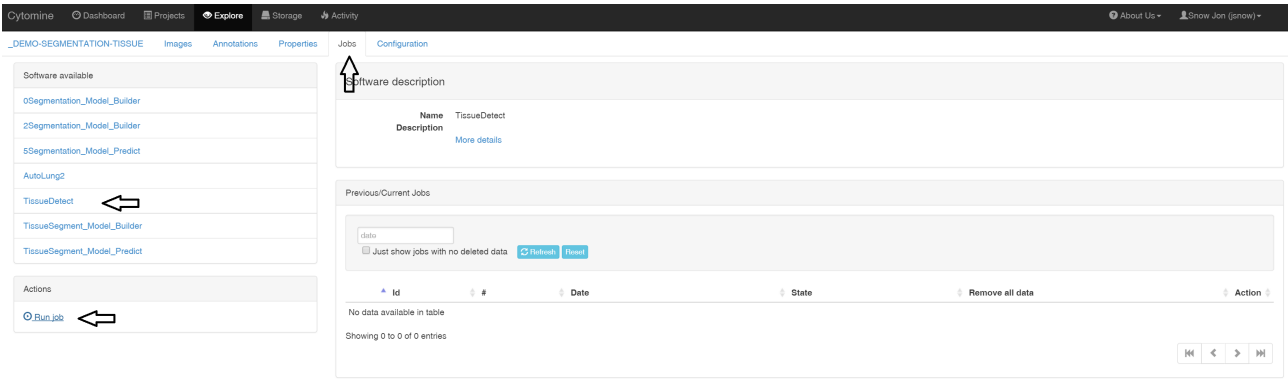 Cytomine Dashboard Projects Explore Storage Activity About Us Snow Jon (jsnow)
_DEMO-SEGMENTATION-TISSUE Images Annotations Properties Jobs Configuration
Software available
0Segmentation_Model_Builder
2Segmentation_Model_Builder
5Segmentation_Model_Predict
AutoLung2
TissueDetect
TissueSegment_Model_Builder
TissueSegment_Model_Predict
Actions
Run job
Software description
Name TissueDetect
Description
More details
Previous/Current Jobs
date
Just show jobs with no deleted data Refresh Reset
Id # Date State Remove all data Action
No data available in table
Showing 0 to 0 of 0 entries